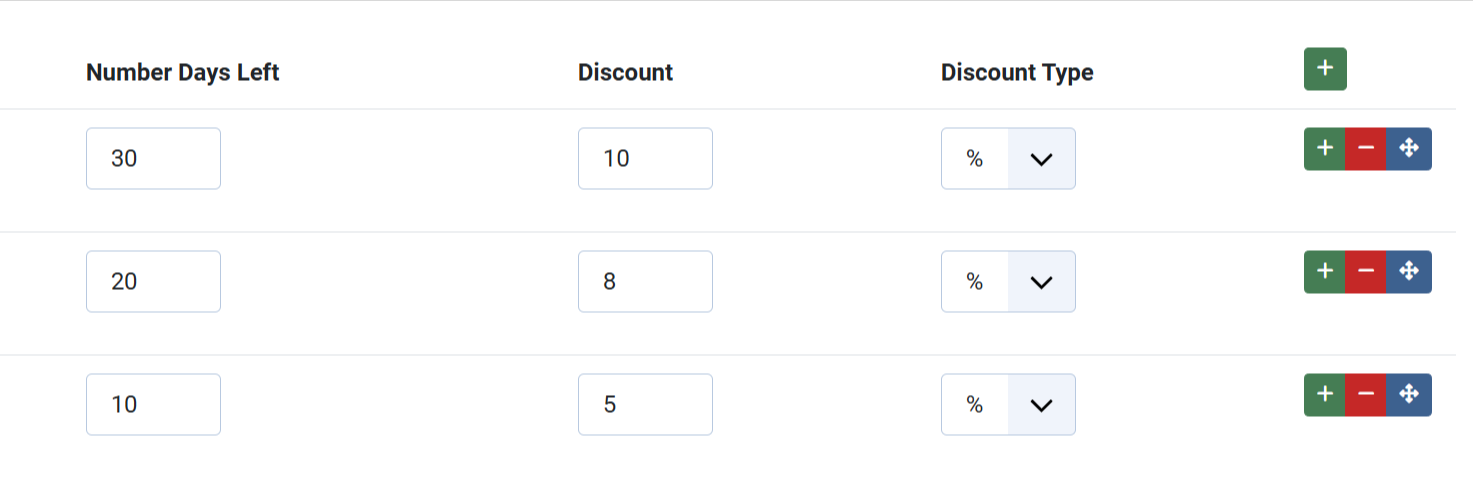 Number Days Left Discount Discount Type +
30 10 % + −
20 8 % + −
10 5 % + −